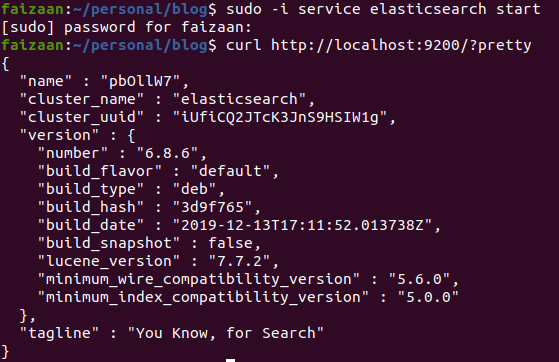 faizaan:~/personal/blog$ sudo -i service elasticsearch start
[sudo] password for faizaan:
faizaan:~/personal/blog$ curl http://localhost:9200/?pretty
{
  "name" : "pbOllW7",
  "cluster_name" : "elasticsearch",
  "cluster_uuid" : "iUfiCQ2JTcK3JnS9HSIW1g",
  "version" : {
    "number" : "6.8.6",
    "build_flavor" : "default",
    "build_type" : "deb",
    "build_hash" : "3d9f765",
    "build_date" : "2019-12-13T17:11:52.013738Z",
    "build_snapshot" : false,
    "lucene_version" : "7.7.2",
    "minimum_wire_compatibility_version" : "5.6.0",
    "minimum_index_compatibility_version" : "5.0.0"
  },
  "tagline" : "You Know, for Search"
}